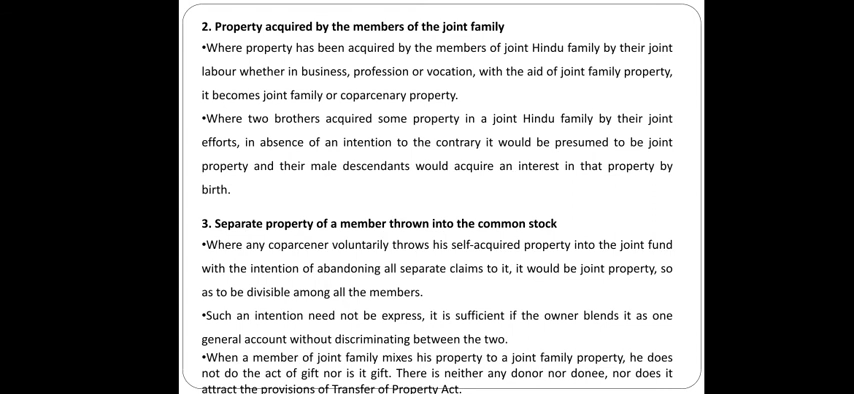 2. Property acquired by the members of the joint family
•Where property has been acquired by the members of joint Hindu family by their joint
labour whether in business, profession or vocation, with the aid of joint family property,
it becomes joint family or coparcenary property.
•Where two brothers acquired some property in a joint Hindu family by their joint
efforts, in absence of an intention to the contrary it would be presumed to be joint
property and their male descendants would acquire an interest in that property by
birth.
3. Separate property of a member thrown into the common stock
•Where any coparcener voluntarily throws his self-acquired property into the joint fund
with the intention of abandoning all separate claims to it, it would be joint property, so
as to be divisible among all the members.
•Such an intention need not be express, it is sufficient if the owner blends it as one
general account without discriminating between the two.
•When a member of joint family mixes his property to a joint family property, he does
not do the act of gift nor is it gift. There is neither any donor nor donee, nor does it
attract the provisions of Transfer of Property Act.